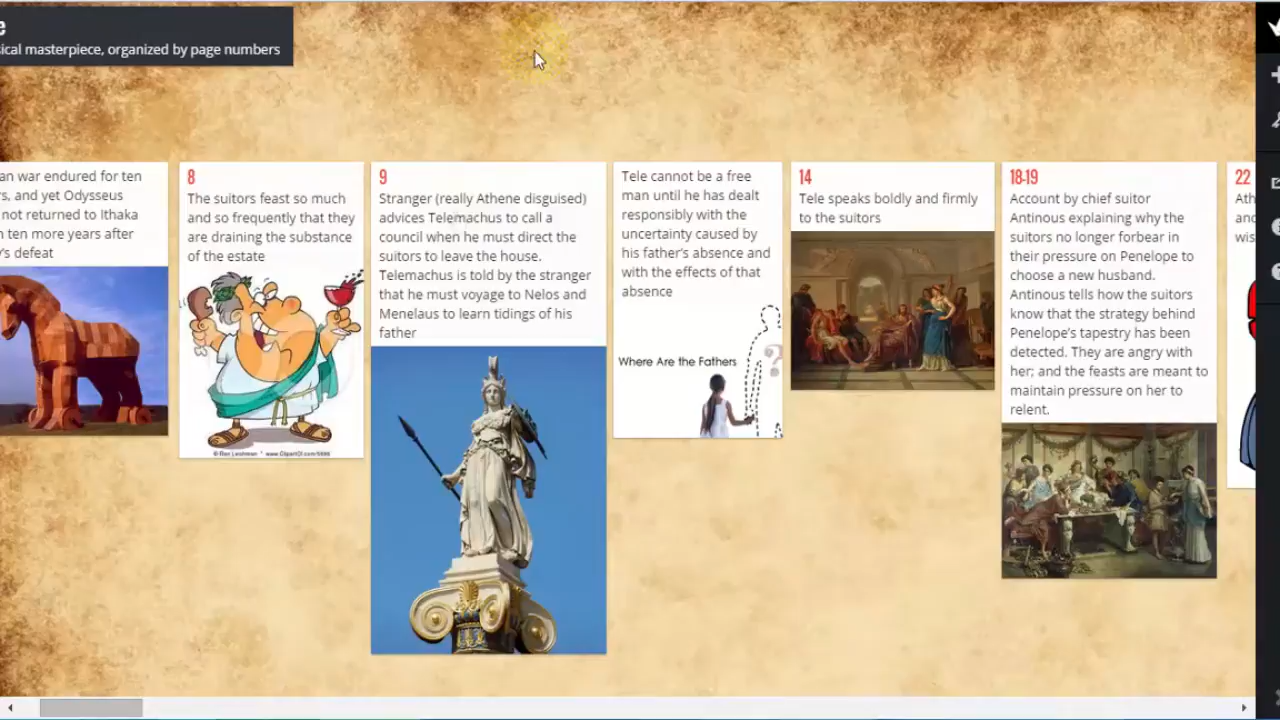 e
sical masterpiece, organized by page numbers
an war endured for ten
s, and yet Odysseus
not returned to Ithaka
n ten more years after
y's defeat
8
The suitors feast so much
and so frequently that they
are draining the substance
of the estate
© Ron Leishman * www.ClipartOf.com/5999
9
Stranger (really Athene disguised)
advices Telemachus to call a
council when he must direct the
suitors to leave the house.
Telemachus is told by the stranger
that he must voyage to Nelos and
Menelaus to learn tidings of his
father
Tele cannot be a free
man until he has dealt
responsibly with the
uncertainty caused by
his father's absence and
with the effects of that
absence
Where Are the Fathers
?
14
Tele speaks boldly and firmly
to the suitors
18-19
Account by chief suitor
Antinous explaining why the
suitors no longer forbear in
their pressure on Penelope to
choose a new husband.
Antinous tells how the suitors
know that the strategy behind
Penelope's tapestry has been
detected. They are angry with
her; and the feasts are meant to
maintain pressure on her to
relent.
22
Ath
and
wis